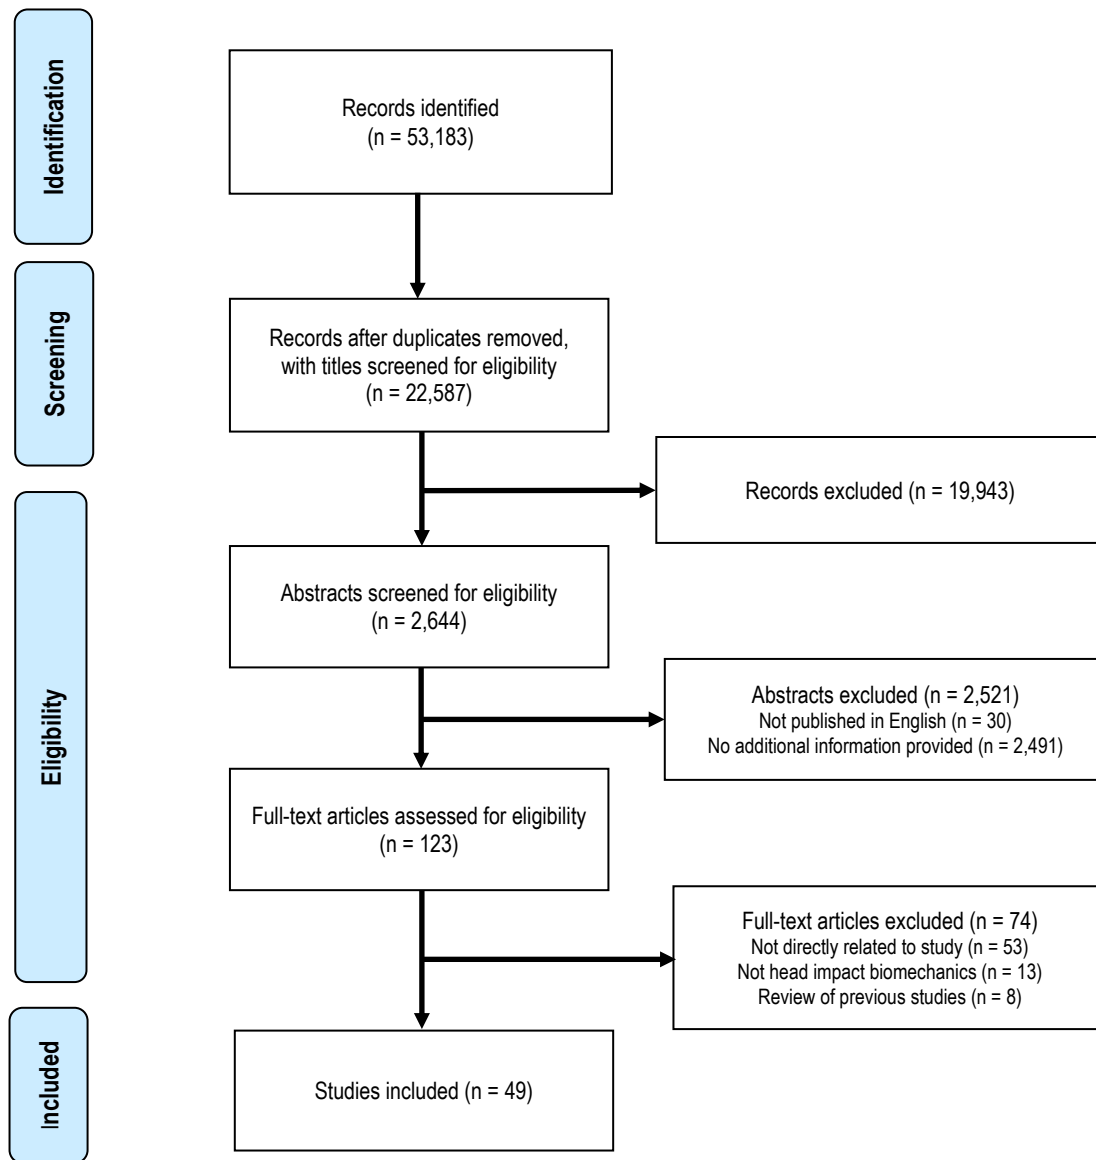 Identification
Records identified
(n = 53,183)
Screening
Records after duplicates removed,
with titles screened for eligibility
(n = 22,587)
Records excluded (n = 19,943)
Eligibility
Abstracts screened for eligibility
(n = 2,644)
Abstracts excluded (n = 2,521)
Not published in English (n = 30)
No additional information provided (n = 2,491)
Full-text articles assessed for eligibility
(n = 123)
Full-text articles excluded (n = 74)
Not directly related to study (n = 53)
Not head impact biomechanics (n = 13)
Review of previous studies (n = 8)
Included
Studies included (n = 49)